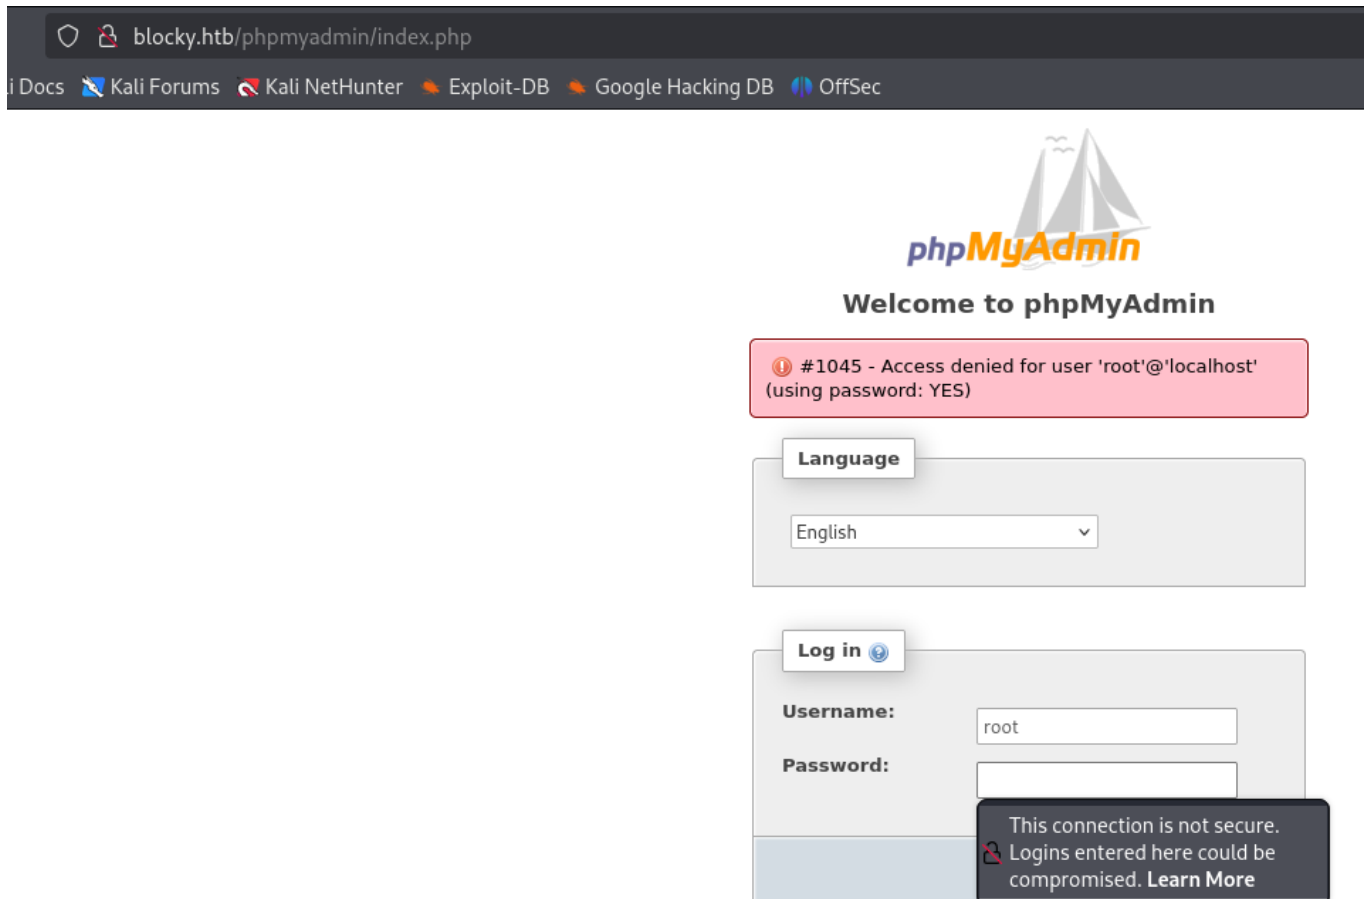 blocky.htb/phpmyadmin/index.php
i Docs Kali Forums Kali NetHunter Exploit-DB Google Hacking DB OffSec
phpMyAdmin
Welcome to phpMyAdmin
#1045 - Access denied for user 'root'@'localhost'
(using password: YES)
Language
English
Log in
Username:
root
Password:
This connection is not secure.
Logins entered here could be
compromised. Learn More